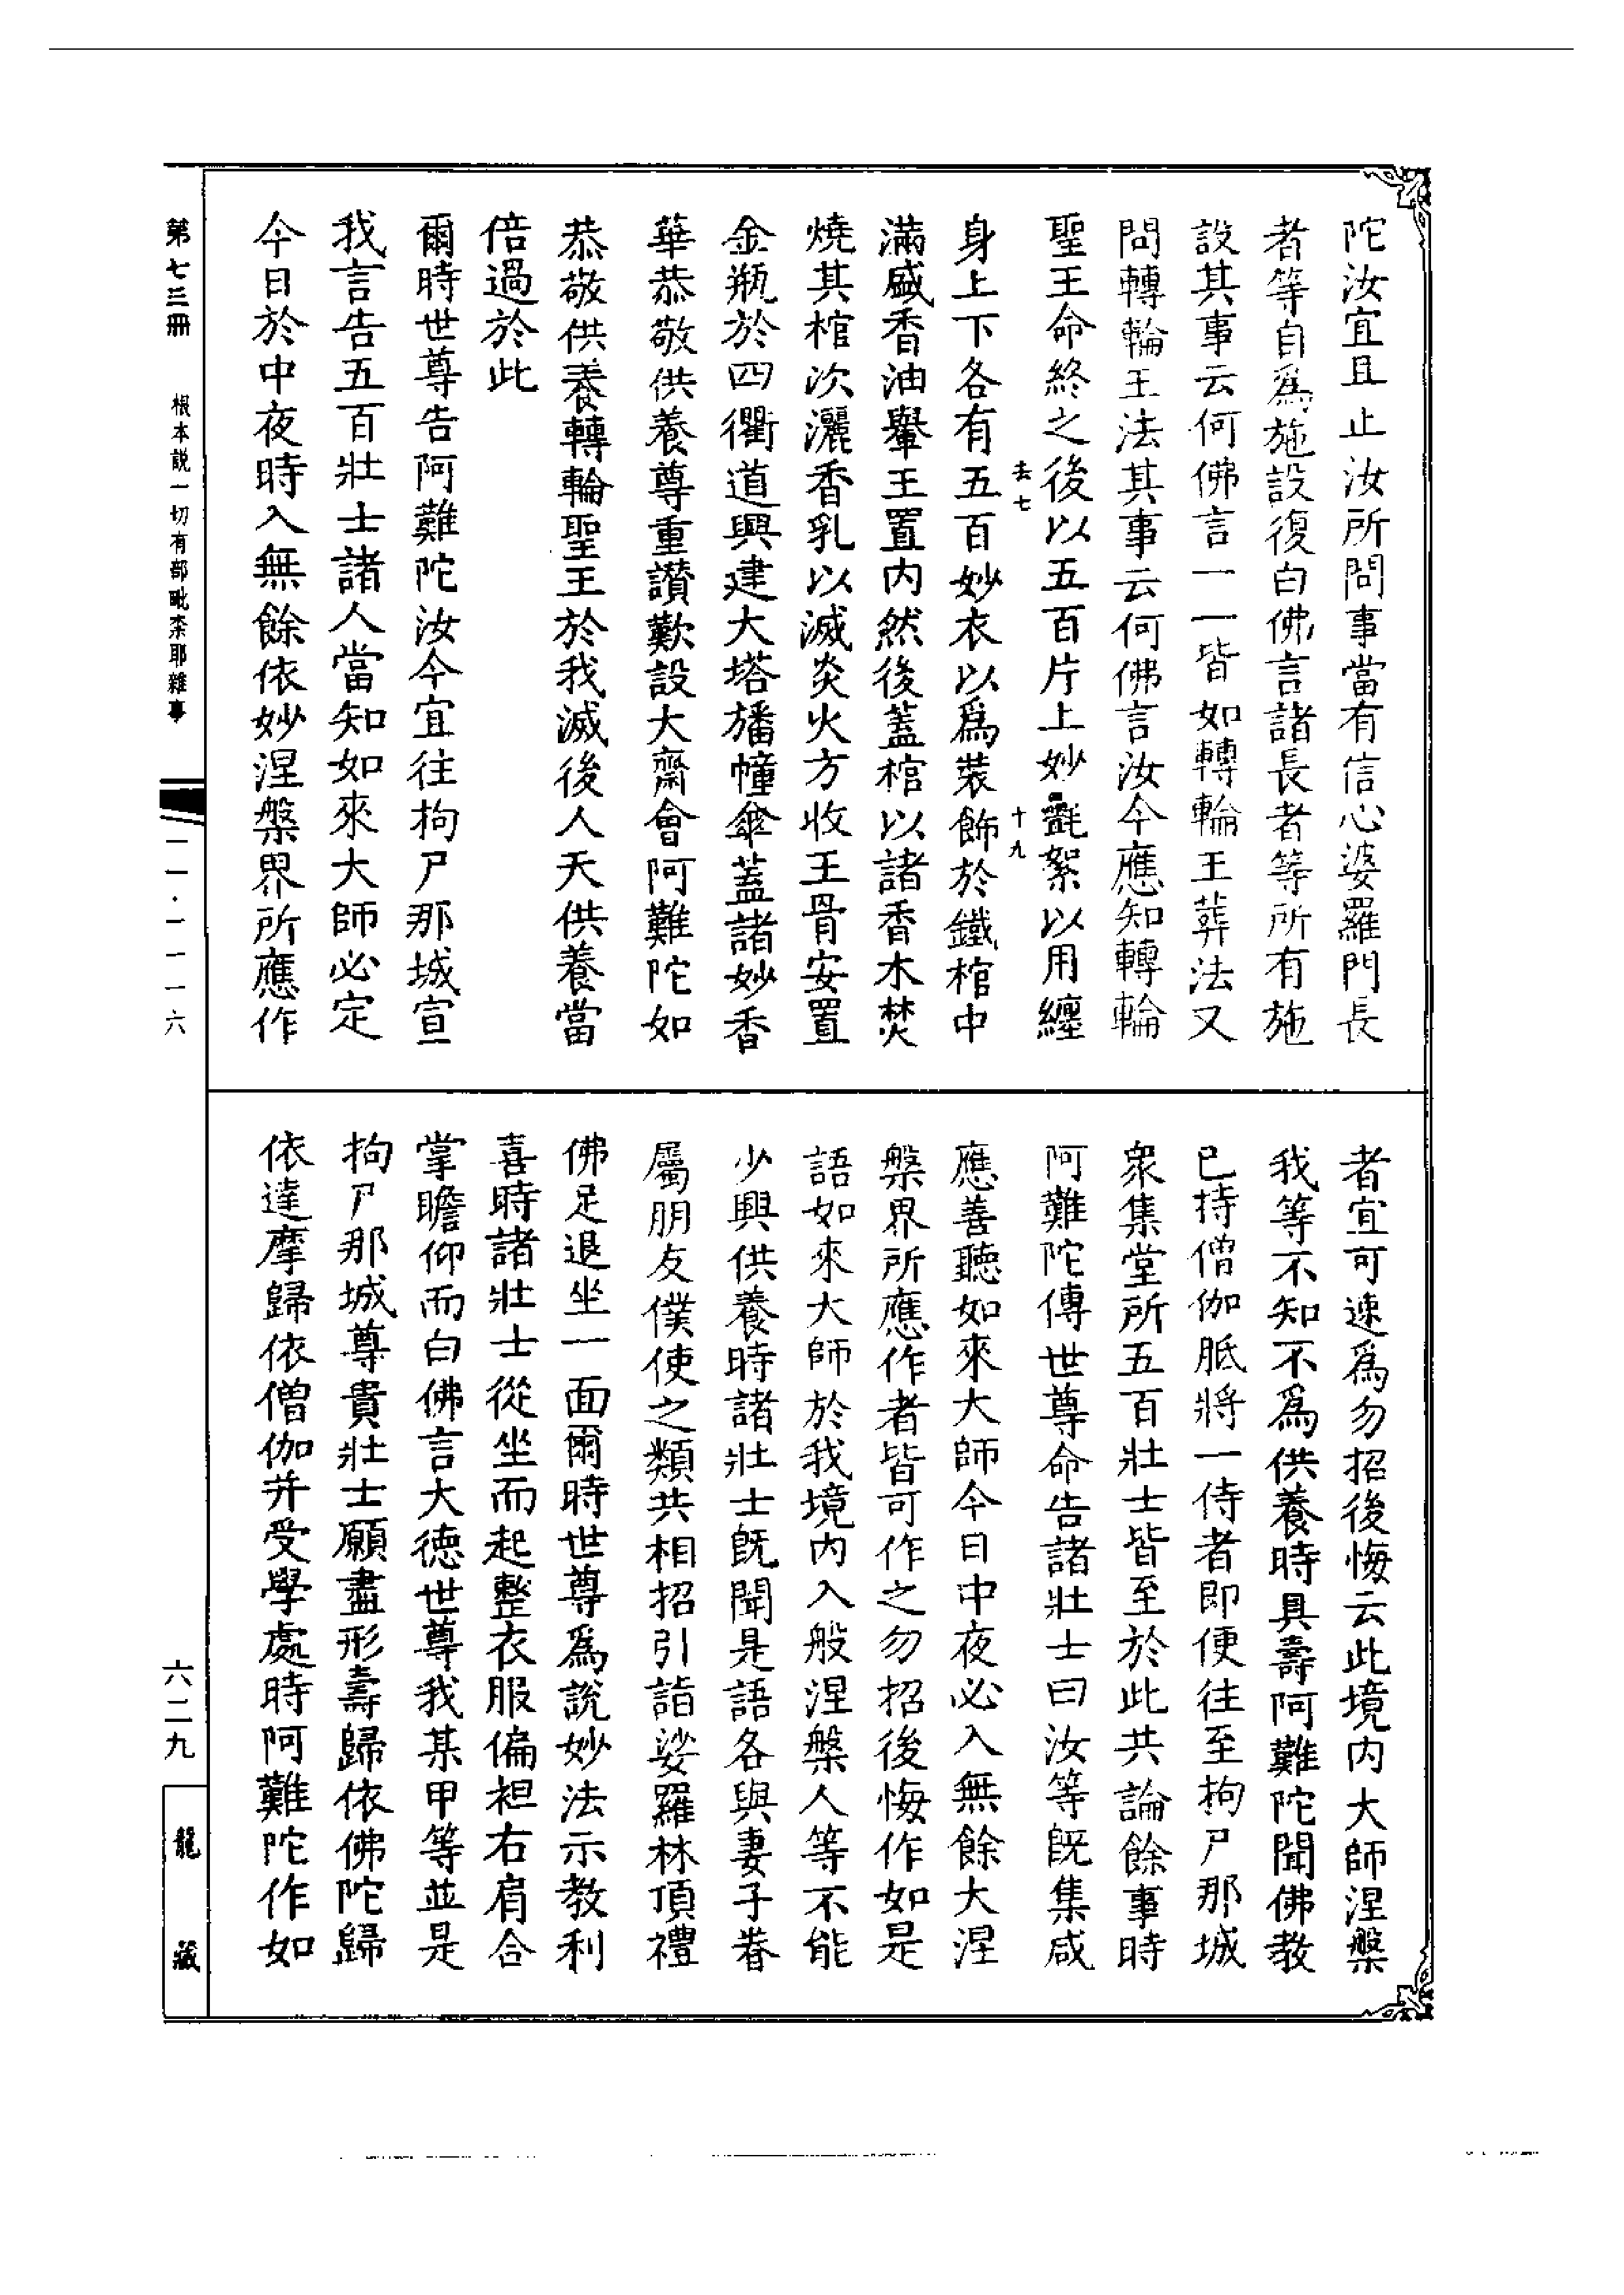 陀汝宜且止汝所問事當有信心婆羅門長
者等自爲施設復白佛言諸長者等所有施
設其事云何佛言一一皆如轉輪王葬法又
問轉輪王法其事云何佛言汝今應知轉輪
聖王命終之後以五百片上妙㲲絮以用纏
去七
十九
身上下各有五百妙衣以爲裝飾於鐵棺中
滿盛香油轝王置内然後蓋棺以諸香木焚
燒其棺次灑香乳以滅炎火方收王骨安置
金瓶於四衢道興建大塔旛幢傘蓋諸妙香
華恭敬供養尊重讚歎設大齋會阿難陀如
恭敬供養轉輪聖王於我滅後人天供養當
倍過於此
爾時世尊告阿難陀汝今宜往拘尸那城宣
我言告五百壯士諸人當知如來大師必定
今日於中夜時入無餘依妙涅槃界所應作
者宜可速爲勿招後悔云此境内大師涅槃
我等不知不爲供養時具壽阿難陀聞佛教
已持僧伽胝將一侍者即便往至拘尸那城
衆集堂所五百壯士皆至於此共論餘事時
阿難陀傳世尊命告諸壯士曰汝等旣集咸
應善聽如來大師今日中夜必入無餘大涅
槃界所應作者皆可作之勿招後悔作如是
語如來大師於我境内入般涅槃人等不能
少興供養時諸壯士旣聞是語各與妻子眷
屬朋友僕使之類共相招引詣娑羅林頂禮
佛足退坐一面爾時世尊爲說妙法示教利
喜時諸壯士從坐而起整衣服偏袒右肩合
掌瞻仰而白佛言大德世尊我某甲等並是
拘尸那城尊貴壯士願盡形壽歸依佛陀歸
依達摩歸依僧伽并受學處時阿難陀作如
第七三冊
根本説一切有部毗柰耶雜事
一一·一一一六
六二九
龍藏